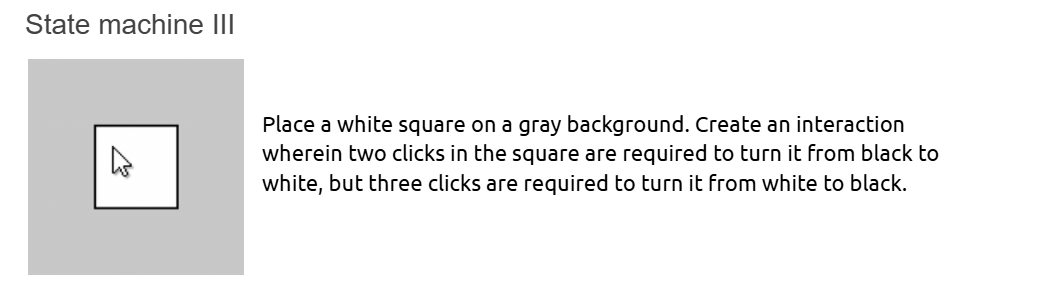 State machine III
Place a white square on a gray background. Create an interaction
wherein two clicks in the square are required to turn it from black to
white, but three clicks are required to turn it from white to black.